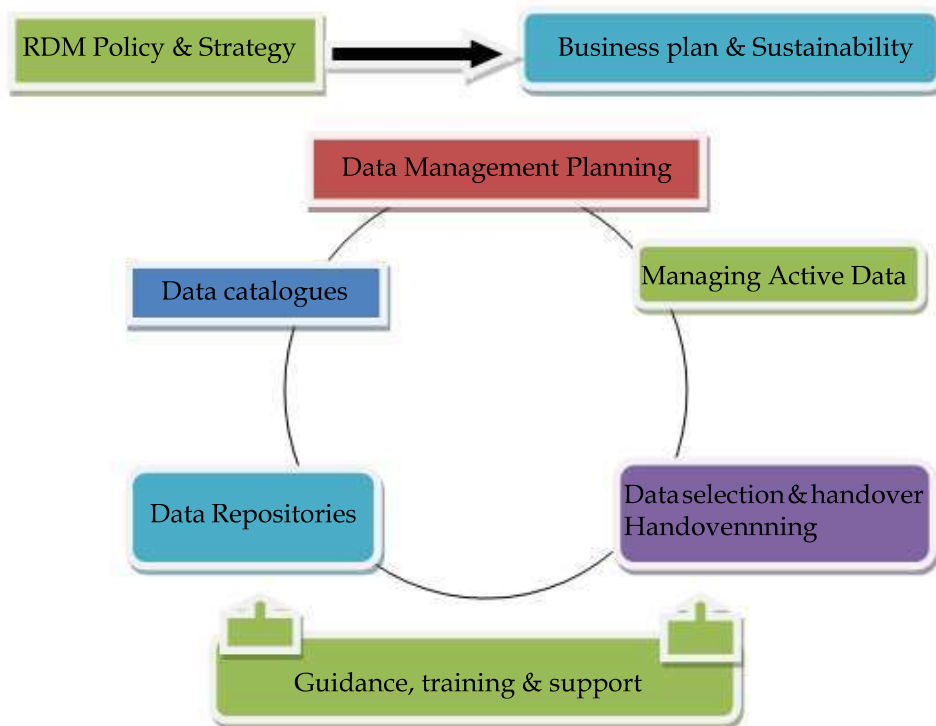 RDM Policy & Strategy
Business plan & Sustainability
Data Management Planning
Data catalogues
Managing Active Data
Data Repositories
Data selection & handover
Handovennning
Guidance, training & support